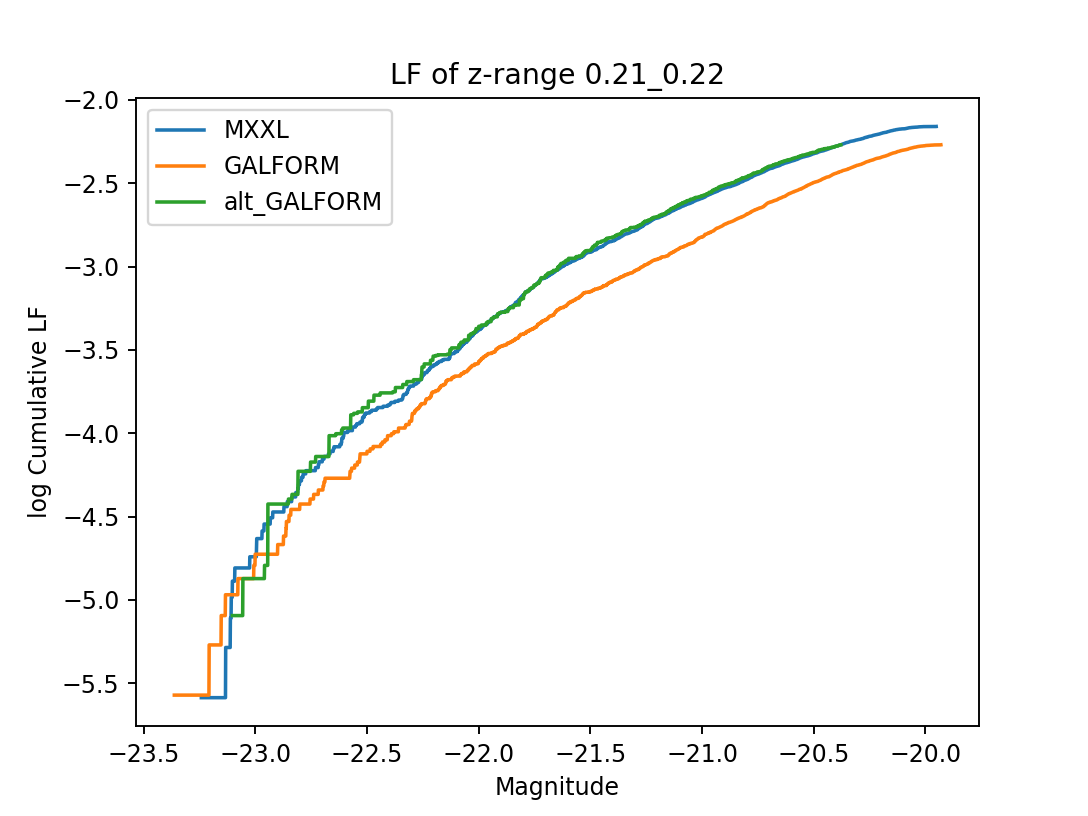 LF of z-range 0.21_0.22
MXXL
GALFORM
alt_GALFORM
log Cumulative LF
−2.0
−2.5
−3.0
−3.5
−4.0
−4.5
−5.0
−5.5
−23.5 −23.0 −22.5 −22.0 −21.5 −21.0 −20.5 −20.0
Magnitude